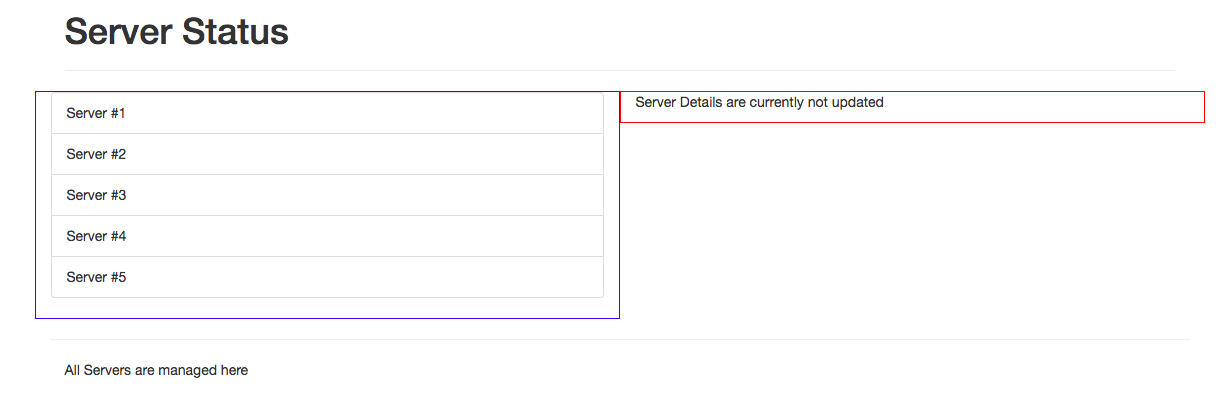 Server Status
Server #1
Server Details are currently not updated
Server #2
Server #3
Server #4
Server #5
All Servers are managed here